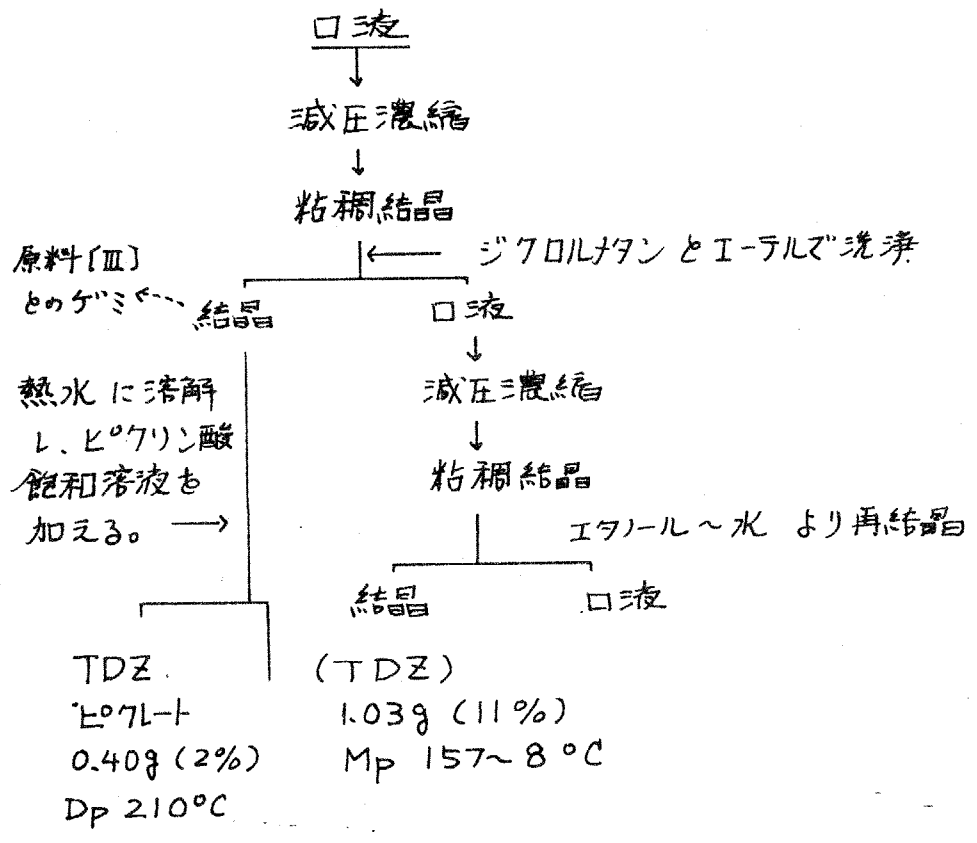 口液
減圧濃縮
粘稠結晶
ジクロルメタンとエーテルで洗浄
原料〔Ⅲ〕
とのゲミ
結晶
口液
熱水に溶解
し、ピクリン酸
飽和溶液を
加える。
減圧濃縮
粘稠結晶
エタノール〜水 より再結晶
結晶
口液
TDZ
ピクレート
0.40g (2%)
Dp 210℃
(TDZ)
1.03g (11%)
Mp 157〜8℃